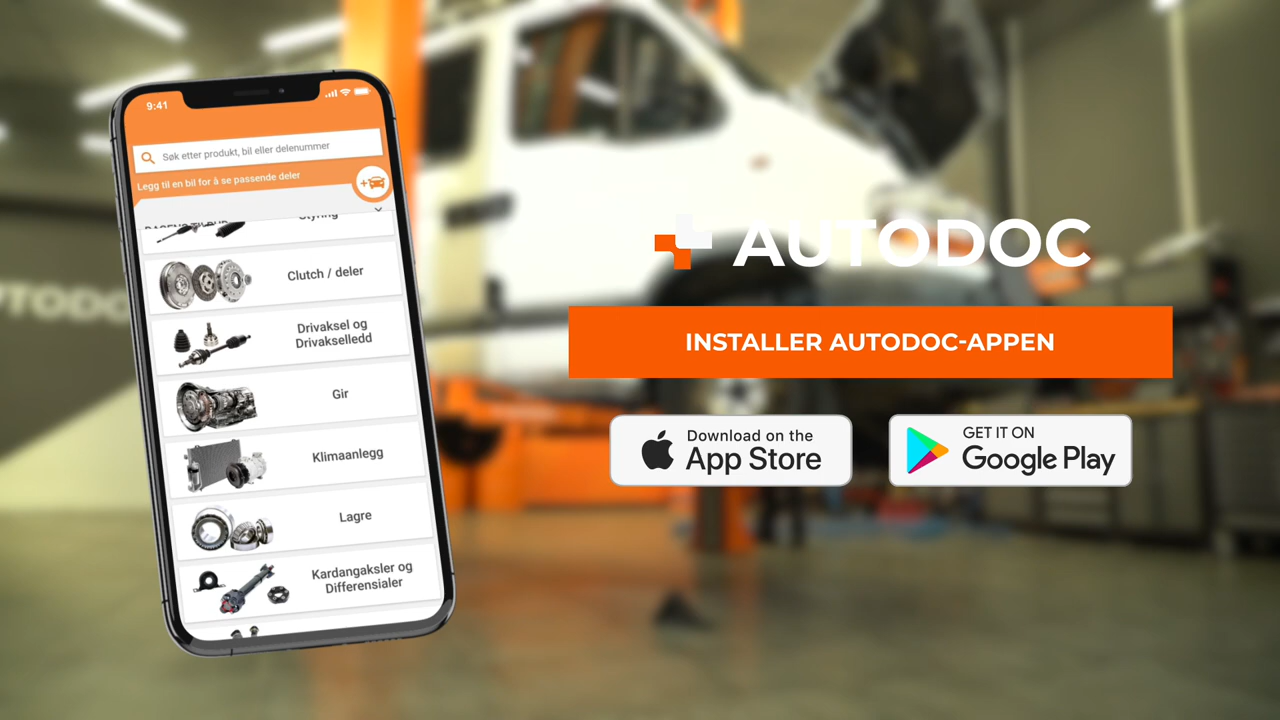 9:41
Søk etter produkt, bil eller delenummer
Legg til en bil for å se passende deler
Styring
Clutch / deler
Drivaksel og
Drivakselledd
Gir
Klimaanlegg
Lagre
Kardangaksler og
Differensialer
AUTODOC
INSTALLER AUTODOC-APPEN
Download on the
App Store
GET IT ON
Google Play